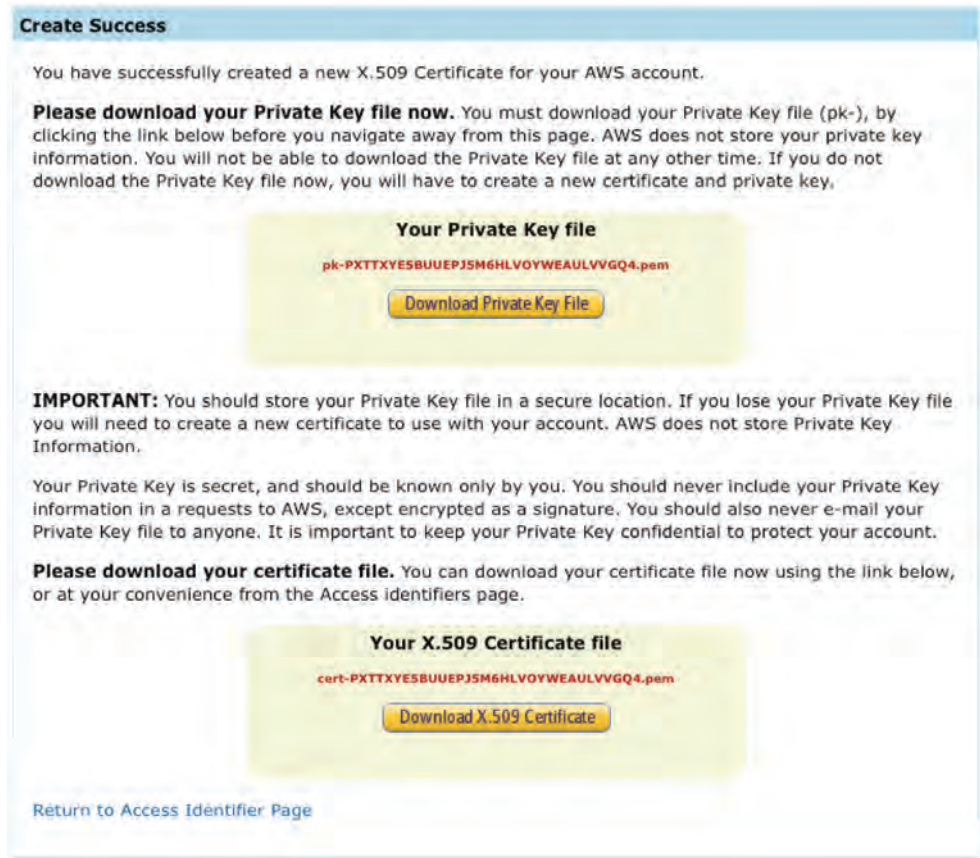 Create Success
You have successfully created a new X.509 Certificate for your AWS account.
Please download your Private Key file now. You must download your Private Key file (pk-), by
clicking the link below before you navigate away from this page. AWS does not store your private key
information. You will not be able to download the Private Key file at any other time. If you do not
download the Private Key file now, you will have to create a new certificate and private key.
Your Private Key file
pk-PXTTXYE5BUUEPJ5M6HLVOYWEAULVVGQ4.pem
Download Private Key File
IMPORTANT: You should store your Private Key file in a secure location. If you lose your Private Key file
you will need to create a new certificate to use with your account. AWS does not store Private Key
Information.
Your Private Key is secret, and should be known only by you. You should never include your Private Key
information in a requests to AWS, except encrypted as a signature. You should also never e-mail your
Private Key file to anyone. It is important to keep your Private Key confidential to protect your account.
Please download your certificate file. You can download your certificate file now using the link below,
or at your convenience from the Access identifiers page.
Your X.509 Certificate file
cert-PXTTXYE5BUUEPJ5M6HLVOYWEAULVVGQ4.pem
Download X.509 Certificate
Return to Access Identifier Page